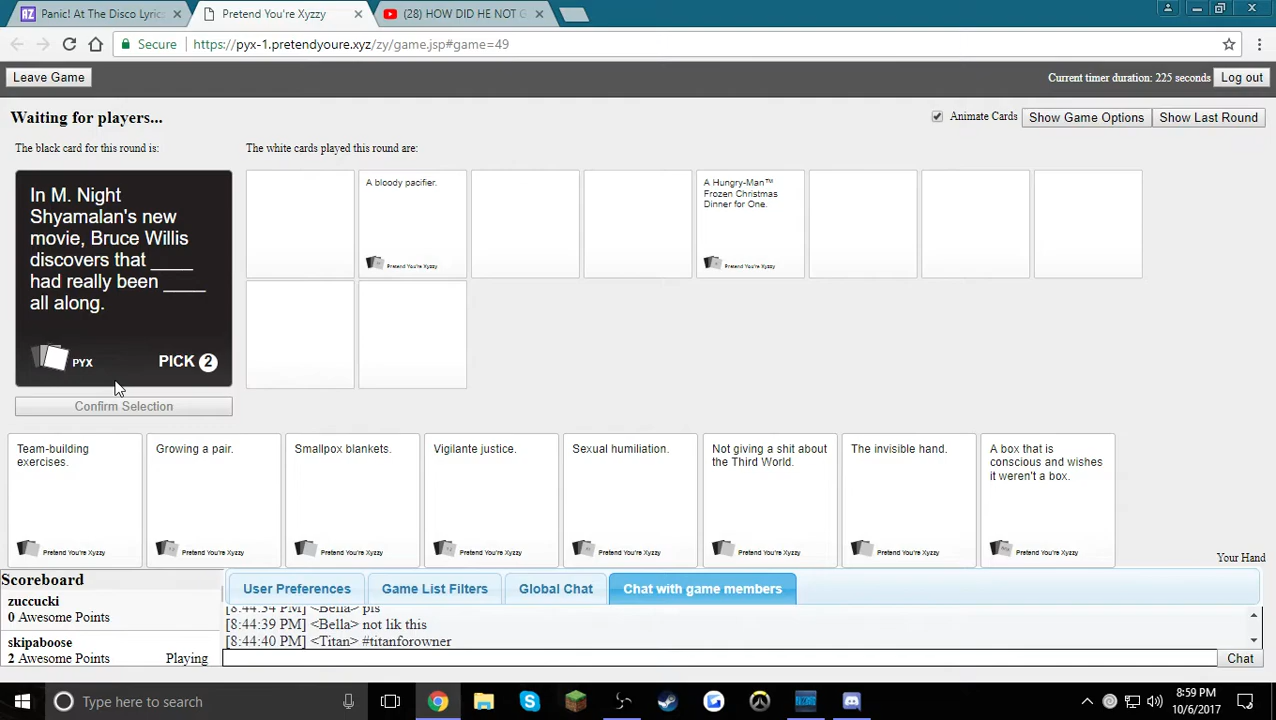 Panic! At The Disco Lyric
Pretend You're Xyzzy
(28) HOW DID HE NOT G
Secure
https://pyx-1.pretendyoure.xyz/zy/game.jsp#game=49
Leave Game
Current timer duration: 225 seconds
Log out
Waiting for players...
Animate Cards
Show Game Options
Show Last Round
The black card for this round is:
The white cards played this round are:
In M. Night
Shyamalan's new
movie, Bruce Willis
discovers that ____
had really been ____
all along.
PYX
PICK 2
A bloody pacifier.
Pretend You're Xyzzy
A Hungry-Man™
Frozen Christmas
Dinner for One.
Pretend You're Xyzzy
Confirm Selection
Team-building
exercises.
Pretend You're Xyzzy
Growing a pair.
Pretend You're Xyzzy
Smallpox blankets.
Pretend You're Xyzzy
Vigilante justice.
Pretend You're Xyzzy
Sexual humiliation.
Pretend You're Xyzzy
Not giving a shit about
the Third World.
Pretend You're Xyzzy
The invisible hand.
Pretend You're Xyzzy
A box that is
conscious and wishes
it weren't a box.
Pretend You're Xyzzy
Your Hand
Scoreboard
zuccucki
0 Awesome Points
skipaboose
2 Awesome Points
Playing
User Preferences
Game List Filters
Global Chat
Chat with game members
[8:44:34 PM] <Bella> pls
[8:44:39 PM] <Bella> not lik this
[8:44:40 PM] <Titan> #titanforowner
Chat
Type here to search
8:59 PM
10/6/2017